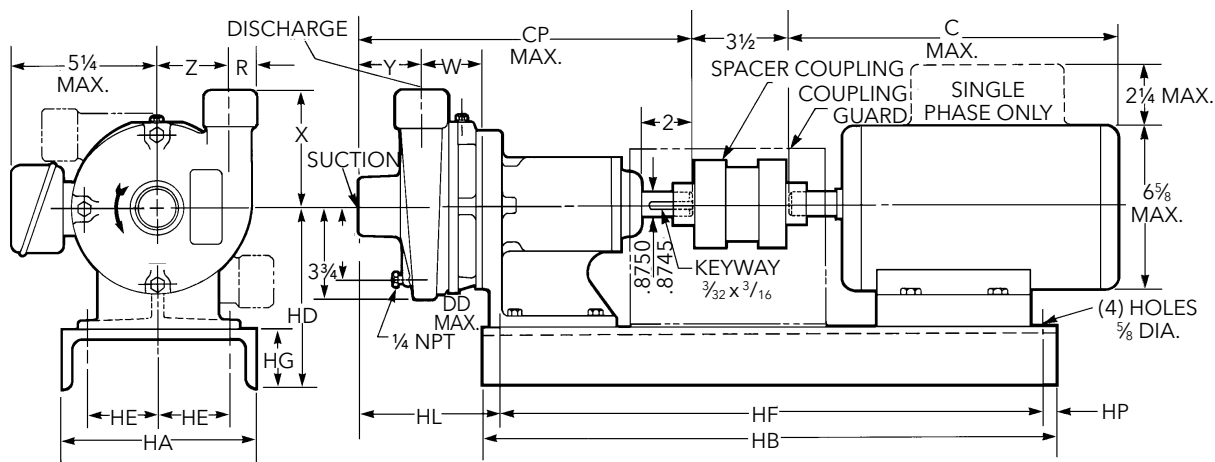 DISCHARGE
5¼
MAX.
Z
R
CP
MAX.
3½
C
MAX.
Y
W
SPACER COUPLING
COUPLING
GUARD
SINGLE
PHASE ONLY
2¼ MAX.
X
2
SUCTION
6⅝
MAX.
3¾
.8750
.8745
KEYWAY
3/32 x 3/16
HD
DD
MAX.
¼ NPT
(4) HOLES
⅝ DIA.
HG
HE
HE
HL
HF
HP
HA
HB